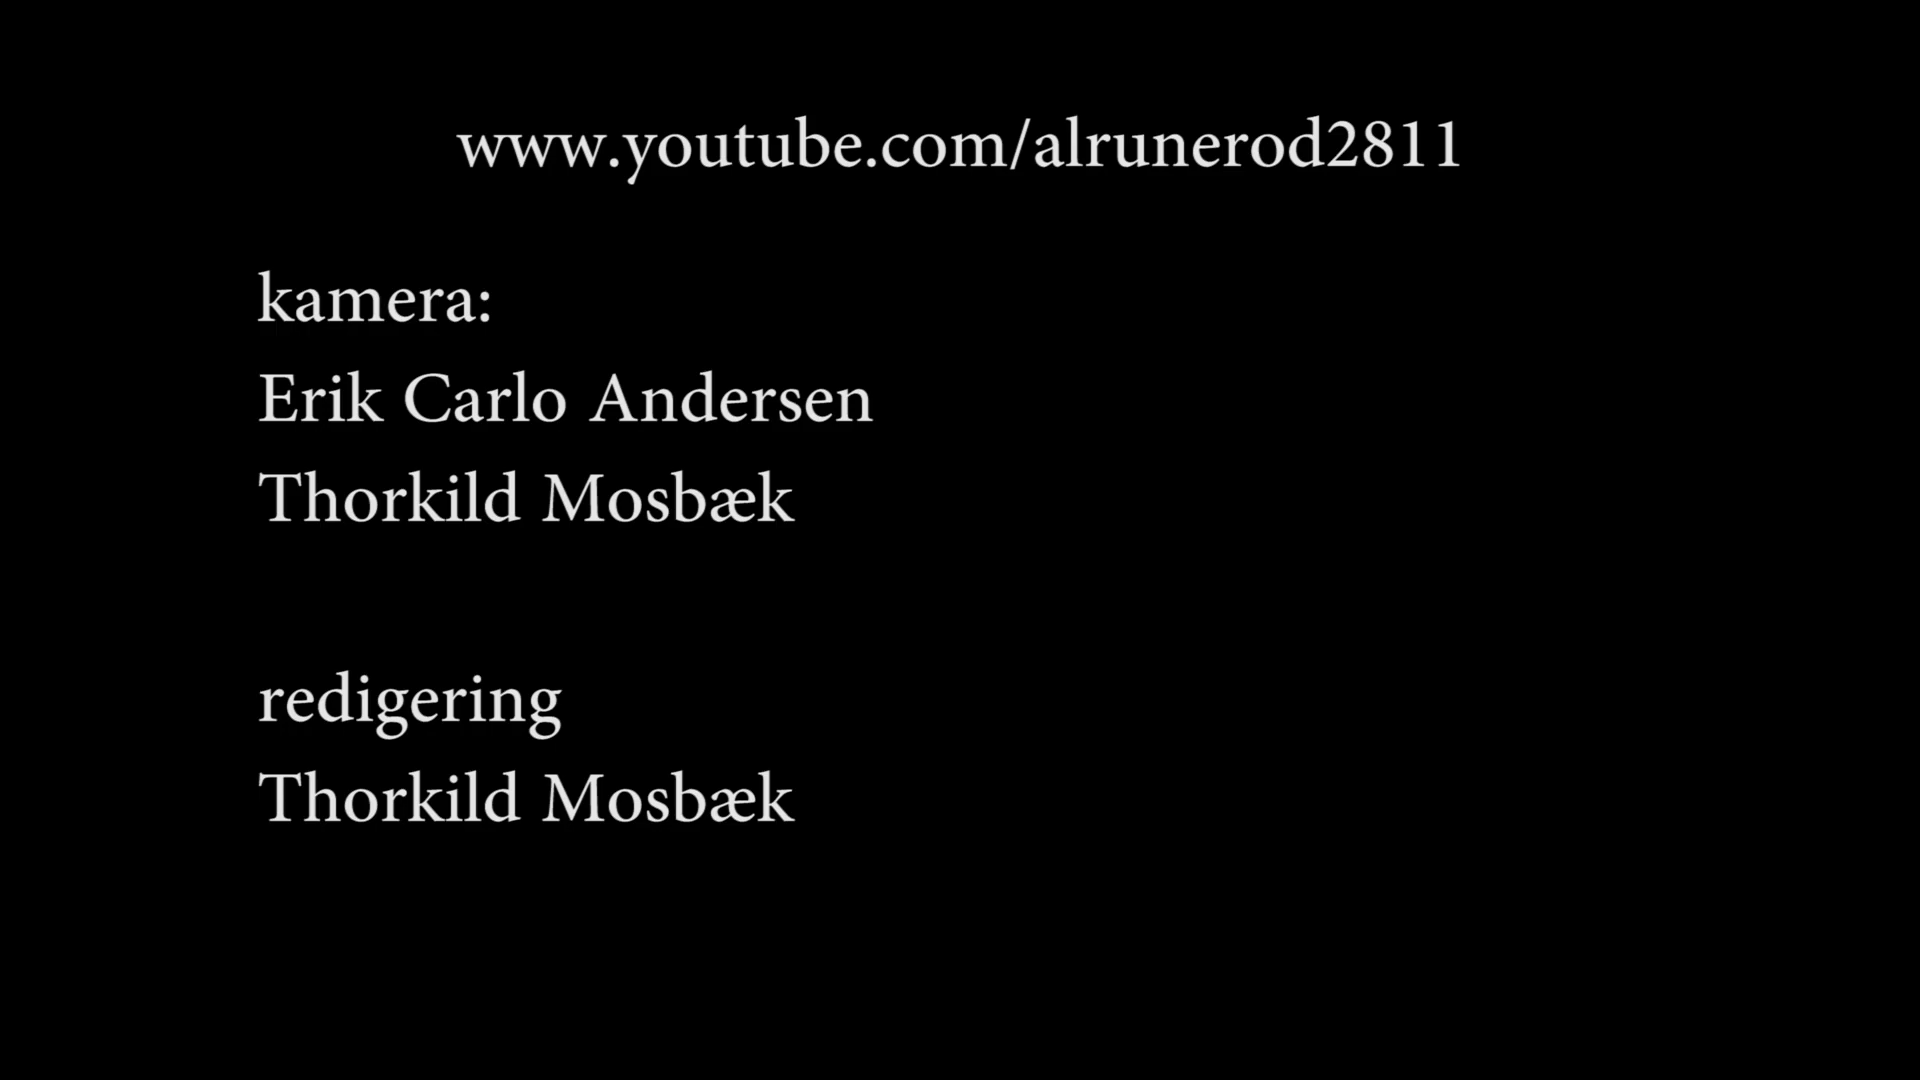 www.youtube.com/alrunerod2811
kamera:
Erik Carlo Andersen
Thorkild Mosbæk
redigering
Thorkild Mosbæk